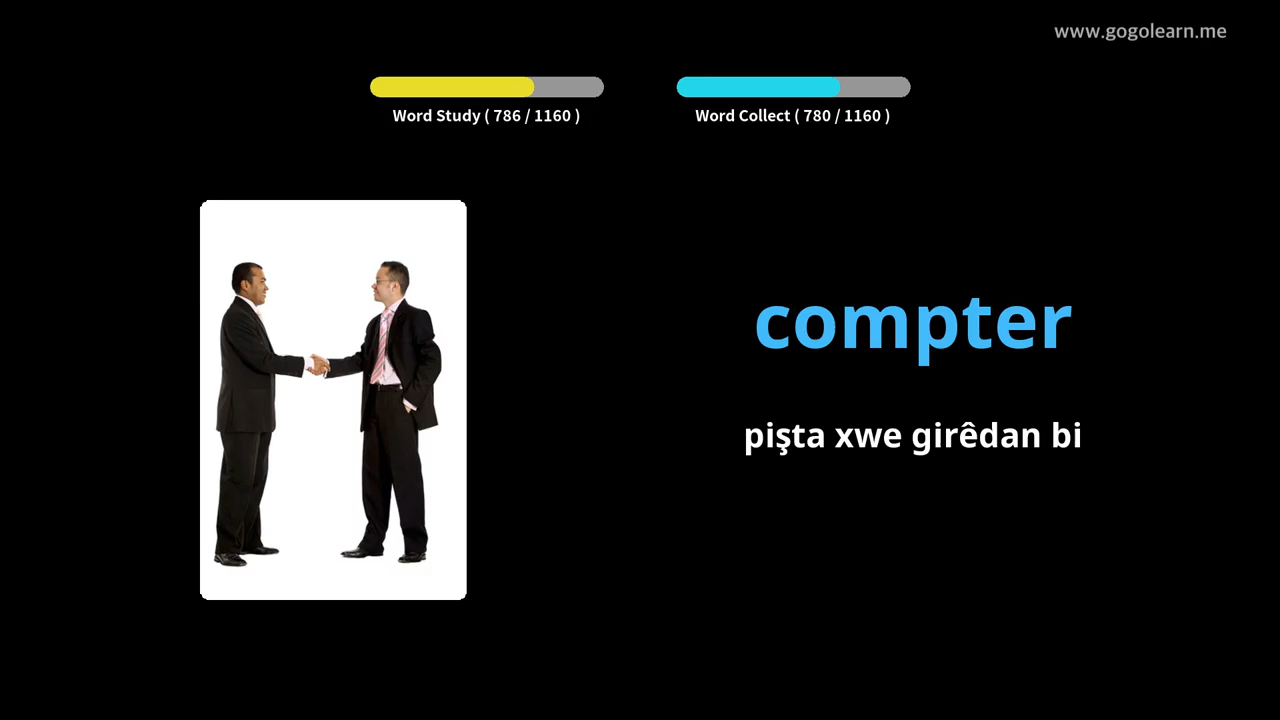 www.gogolearn.me
Word Study ( 786 / 1160 )
Word Collect ( 780 / 1160 )
compter
pişta xwe girêdan bi